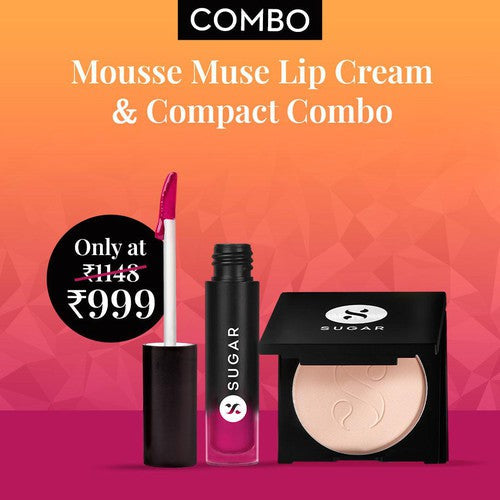 COMBO
Mousse Muse Lip Cream
& Compact Combo
Only at
₹1148
₹999
SUGAR
SUGAR